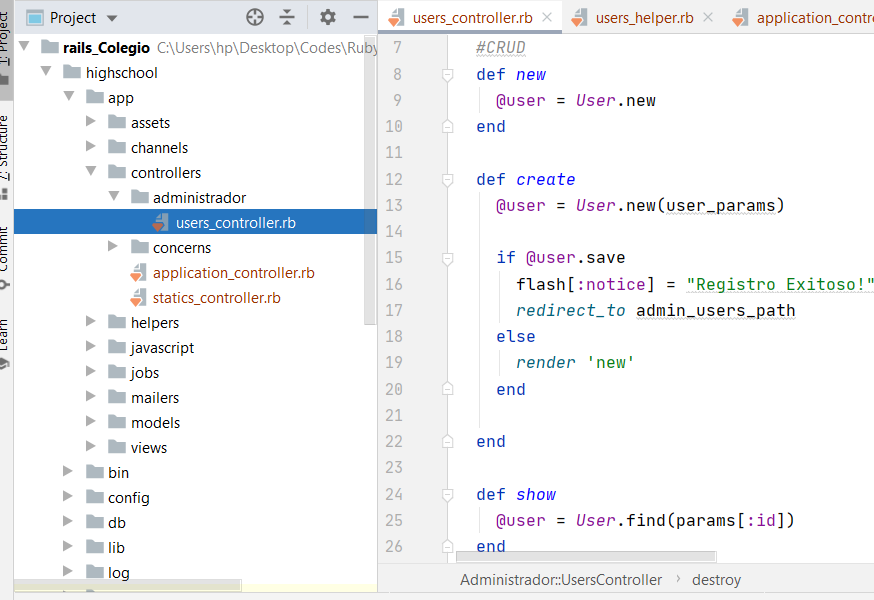 1: Project
Z: Structure
Commit
Learn
Project
rails_Colegio C:\Users\hp\Desktop\Codes\Ruby
highschool
app
assets
channels
controllers
administrador
users_controller.rb
concerns
application_controller.rb
statics_controller.rb
helpers
javascript
jobs
mailers
models
views
bin
config
db
lib
log
users_controller.rb
users_helper.rb
application_contro
7 #CRUD
8 def new
9 @user = User.new
10 end
11
12 def create
13 @user = User.new(user_params)
14
15 if @user.save
16 flash[:notice] = "Registro Exitoso!"
17 redirect_to admin_users_path
18 else
19 render 'new'
20 end
21
22 end
23
24 def show
25 @user = User.find(params[:id])
26 end
Administrador::UsersController › destroy